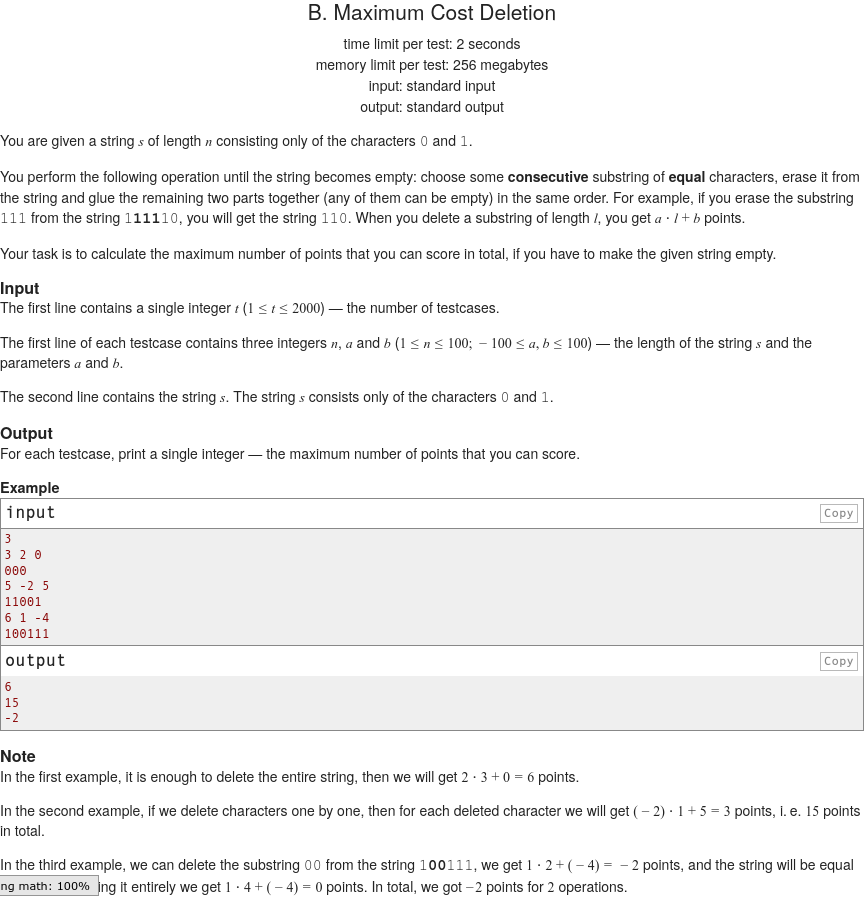 B. Maximum Cost Deletion
time limit per test: 2 seconds
memory limit per test: 256 megabytes
input: standard input
output: standard output
You are given a string s of length n consisting only of the characters 0 and 1.
You perform the following operation until the string becomes empty: choose some consecutive substring of equal characters, erase it from
the string and glue the remaining two parts together (any of them can be empty) in the same order. For example, if you erase the substring
111 from the string 111110, you will get the string 110. When you delete a substring of length l, you get a · l + b points.
Your task is to calculate the maximum number of points that you can score in total, if you have to make the given string empty.
Input
The first line contains a single integer t (1 ≤ t ≤ 2000) — the number of testcases.
The first line of each testcase contains three integers n, a and b (1 ≤ n ≤ 100; − 100 ≤ a, b ≤ 100) — the length of the string s and the
parameters a and b.
The second line contains the string s. The string s consists only of the characters 0 and 1.
Output
For each testcase, print a single integer — the maximum number of points that you can score.
Example
input Copy
3
3 2 0
000
5 -2 5
11001
6 1 -4
100111
output Copy
6
15
-2
Note
In the first example, it is enough to delete the entire string, then we will get 2 · 3 + 0 = 6 points.
In the second example, if we delete characters one by one, then for each deleted character we will get ( − 2) · 1 + 5 = 3 points, i. e. 15 points
in total.
In the third example, we can delete the substring 00 from the string 100111, we get 1 · 2 + ( − 4) = − 2 points, and the string will be equal
ng math: 100% ing it entirely we get 1 · 4 + ( − 4) = 0 points. In total, we got −2 points for 2 operations.